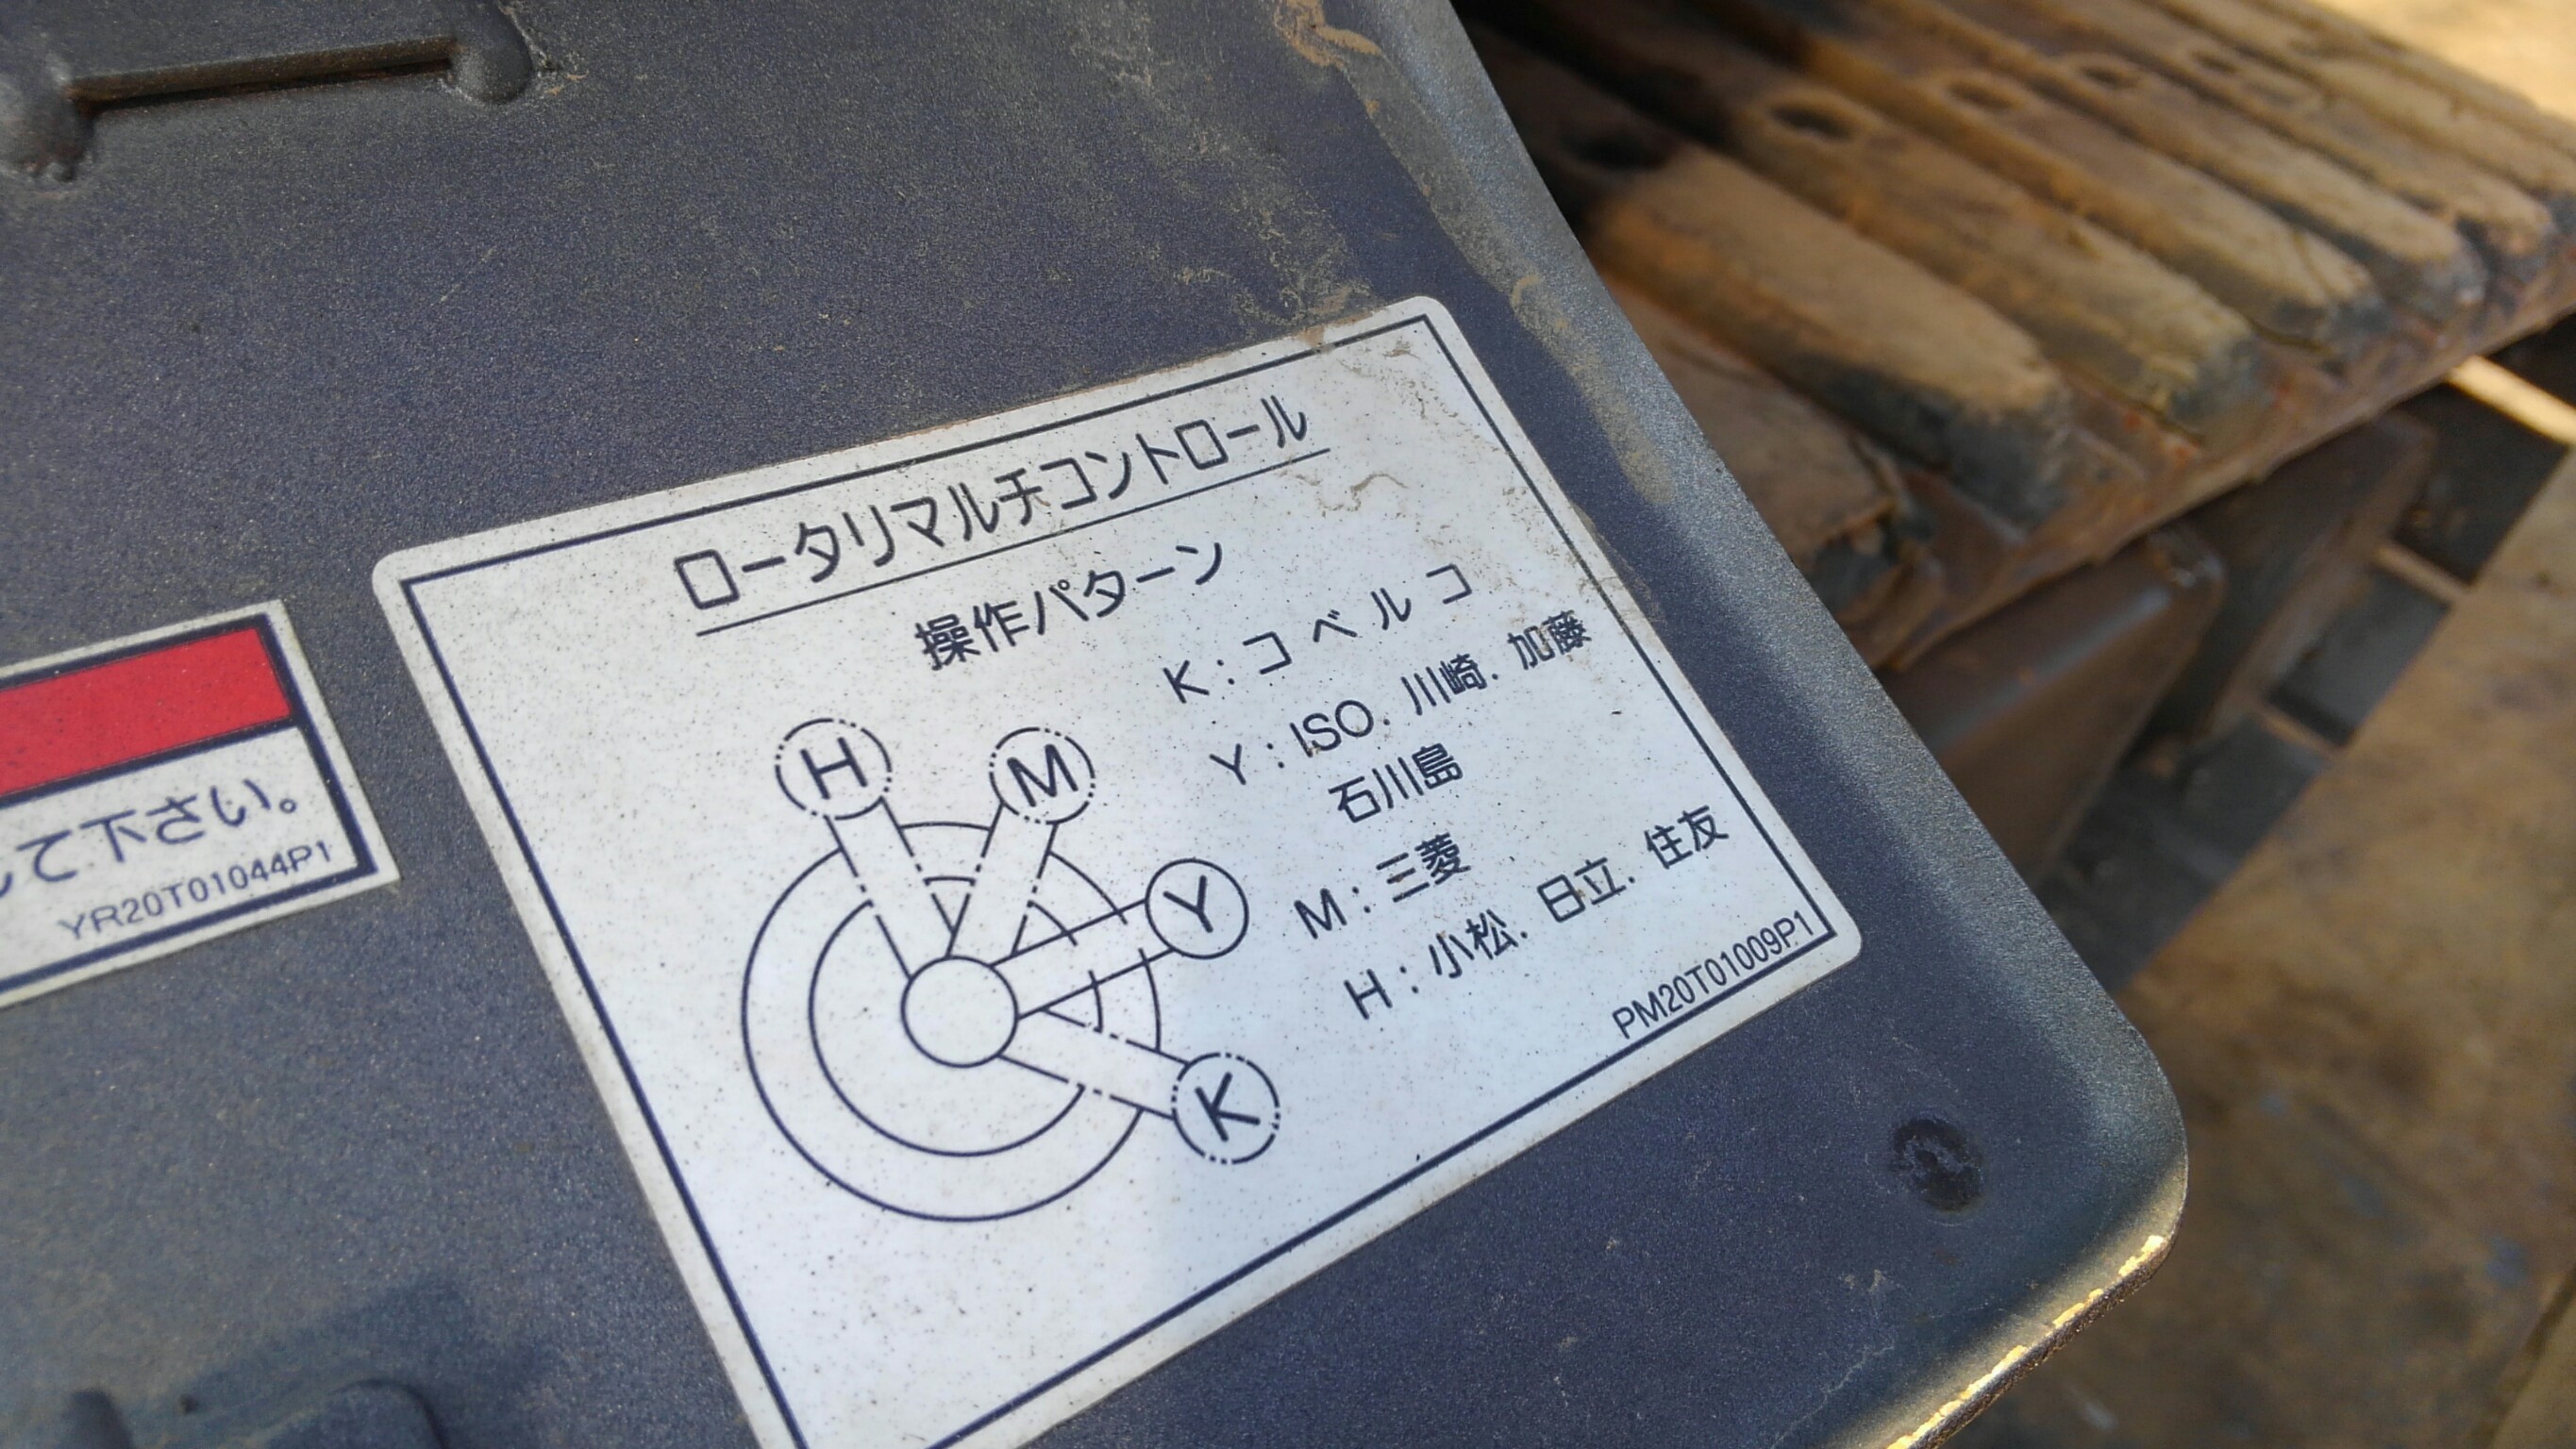 ロータリマルチコントロール
操作パターン
K:コベルコ
Y:ISO.川崎.加藤
石川島
M:三菱
H:小松.日立.住友
PM20T01009P1
H
M
Y
K
して下さい。
YR20T01044P1